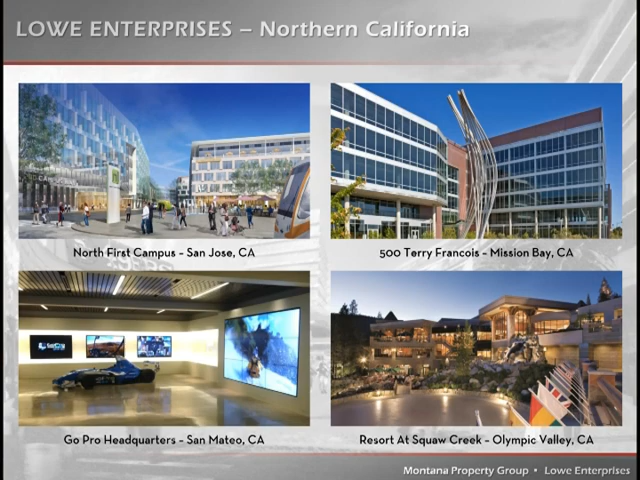 LOWE ENTERPRISES – Northern California
North First Campus – San Jose, CA
500 Terry Francois – Mission Bay, CA
Go Pro Headquarters – San Mateo, CA
Resort At Squaw Creek – Olympic Valley, CA
Montana Property Group • Lowe Enterprises